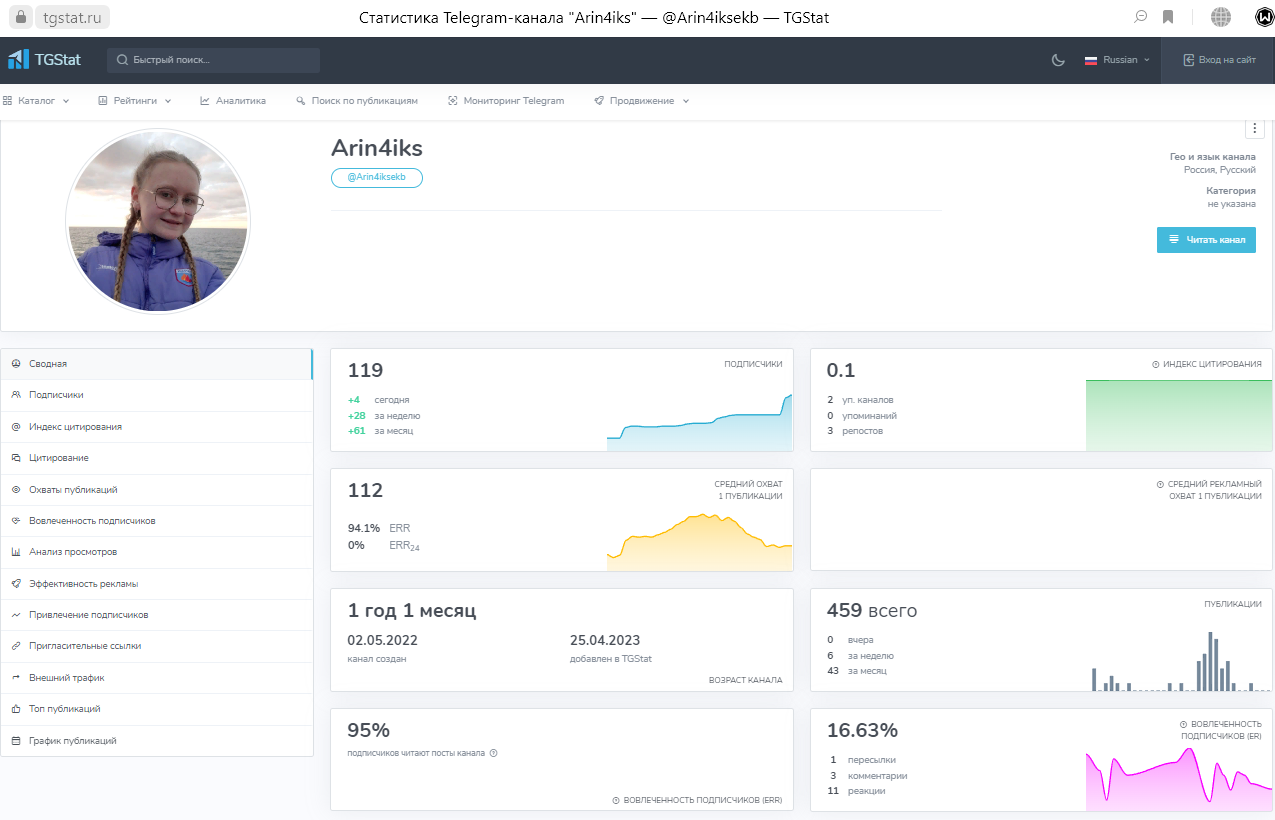 tgstat.ru
Статистика Telegram-канала "Arin4iks" — @Arin4iksekb — TGStat
TGStat
Быстрый поиск...
Russian
Вход на сайт
Каталог
Рейтинги
Аналитика
Поиск по публикациям
Мониторинг Telegram
Продвижение
Arin4iks
@Arin4iksekb
Гео и язык канала
Россия, Русский
Категория
не указана
Читать канал
Сводная
Подписчики
Индекс цитирования
Цитирование
Охваты публикаций
Вовлеченность подписчиков
Анализ просмотров
Эффективность рекламы
Привлечение подписчиков
Пригласительные ссылки
Внешний трафик
Топ публикаций
График публикаций
119
ПОДПИСЧИКИ
+4 сегодня
+28 за неделю
+61 за месяц
0.1
ИНДЕКС ЦИТИРОВАНИЯ
2 уп. каналов
0 упоминаний
3 репостов
112
СРЕДНИЙ ОХВАТ
1 ПУБЛИКАЦИИ
94.1% ERR
0% ERR24
СРЕДНИЙ РЕКЛАМНЫЙ
ОХВАТ 1 ПУБЛИКАЦИИ
1 год 1 месяц
02.05.2022 25.04.2023
канал создан добавлен в TGStat
ВОЗРАСТ КАНАЛА
459 всего
ПУБЛИКАЦИИ
0 вчера
6 за неделю
43 за месяц
95%
подписчиков читают посты канала
ВОВЛЕЧЕННОСТЬ ПОДПИСЧИКОВ (ERR)
16.63%
ВОВЛЕЧЕННОСТЬ
ПОДПИСЧИКОВ (ER)
1 пересылки
3 комментарии
11 реакции